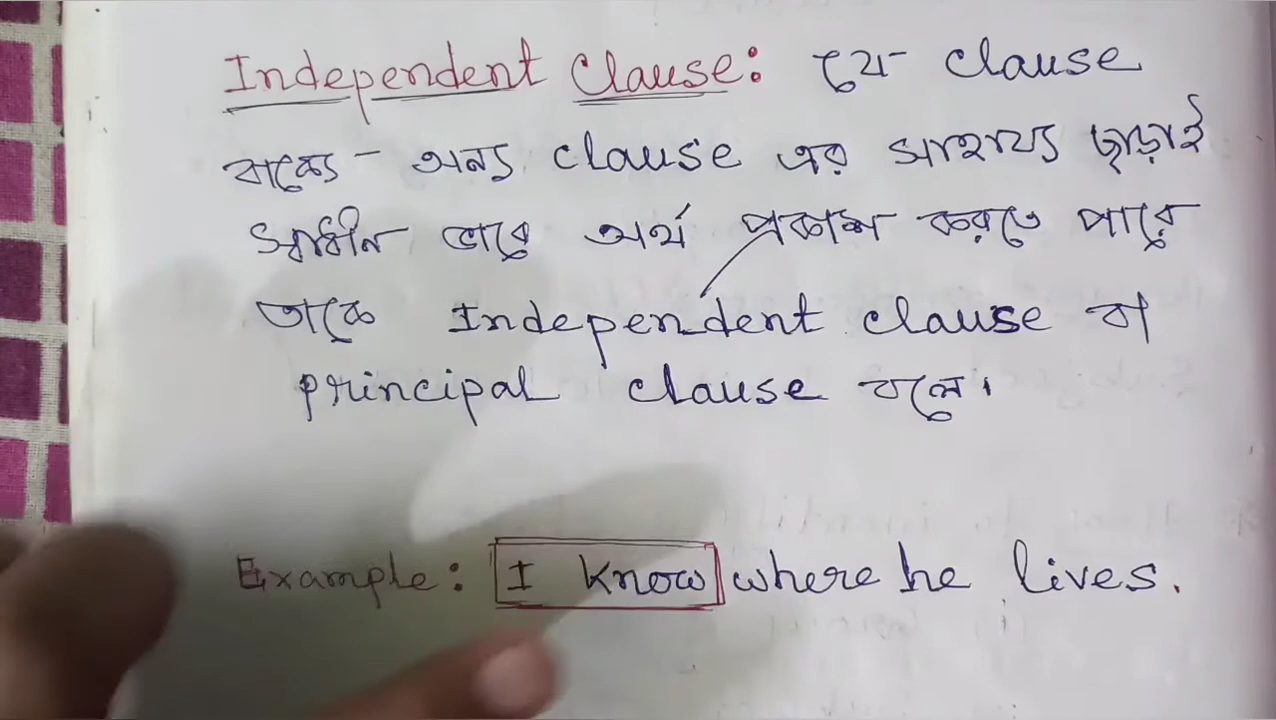 Independent Clause: যে clause
বাক্যে অন্য clause এর সাহায্য ছাড়াই
স্বাধীন ভাবে অর্থ প্রকাশ করতে পারে
তাকে Independent clause বা
principal clause বলে।
Example: I know where he lives.